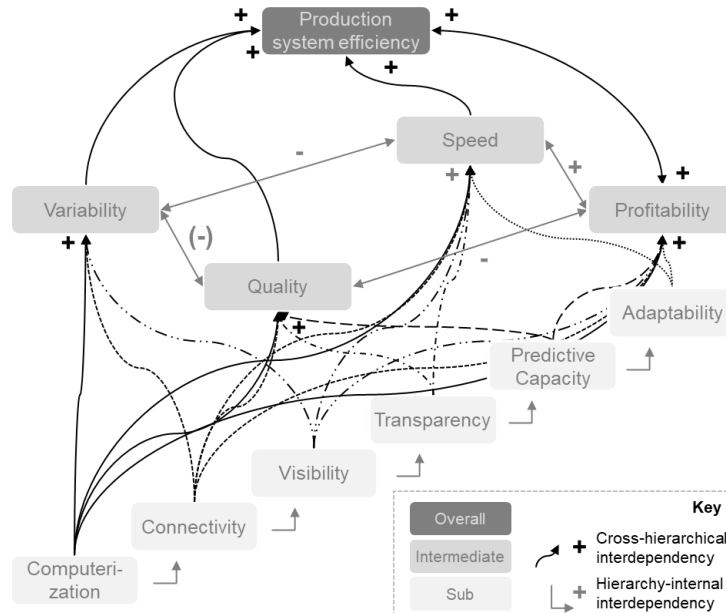 +
Production
system efficiency
+
+
+
Speed
-
+
+
Variability
Profitability
+
(-)
+
+
-
Quality
+
Adaptability
Predictive
Capacity
Transparency
Visibility
Connectivity
Computeri-
zation
Key
Overall
Intermediate
Sub
+ Cross-hierarchical
interdependency
+ Hierarchy-internal
interdependency